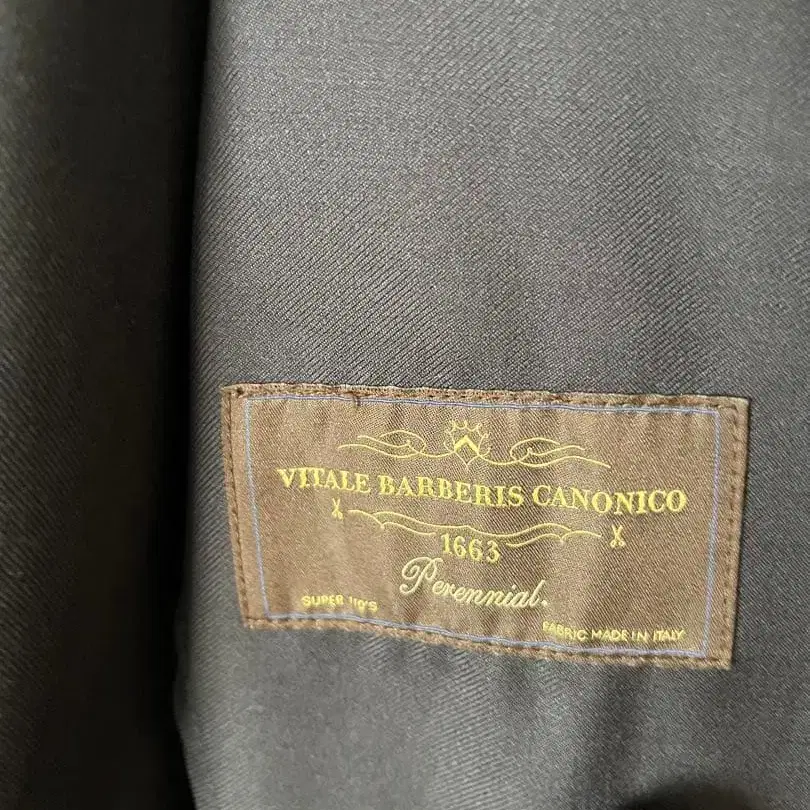 VITALE BARBERIS CANONICO
1663
Perennial.
SUPER 110'S
FABRIC MADE IN ITALY